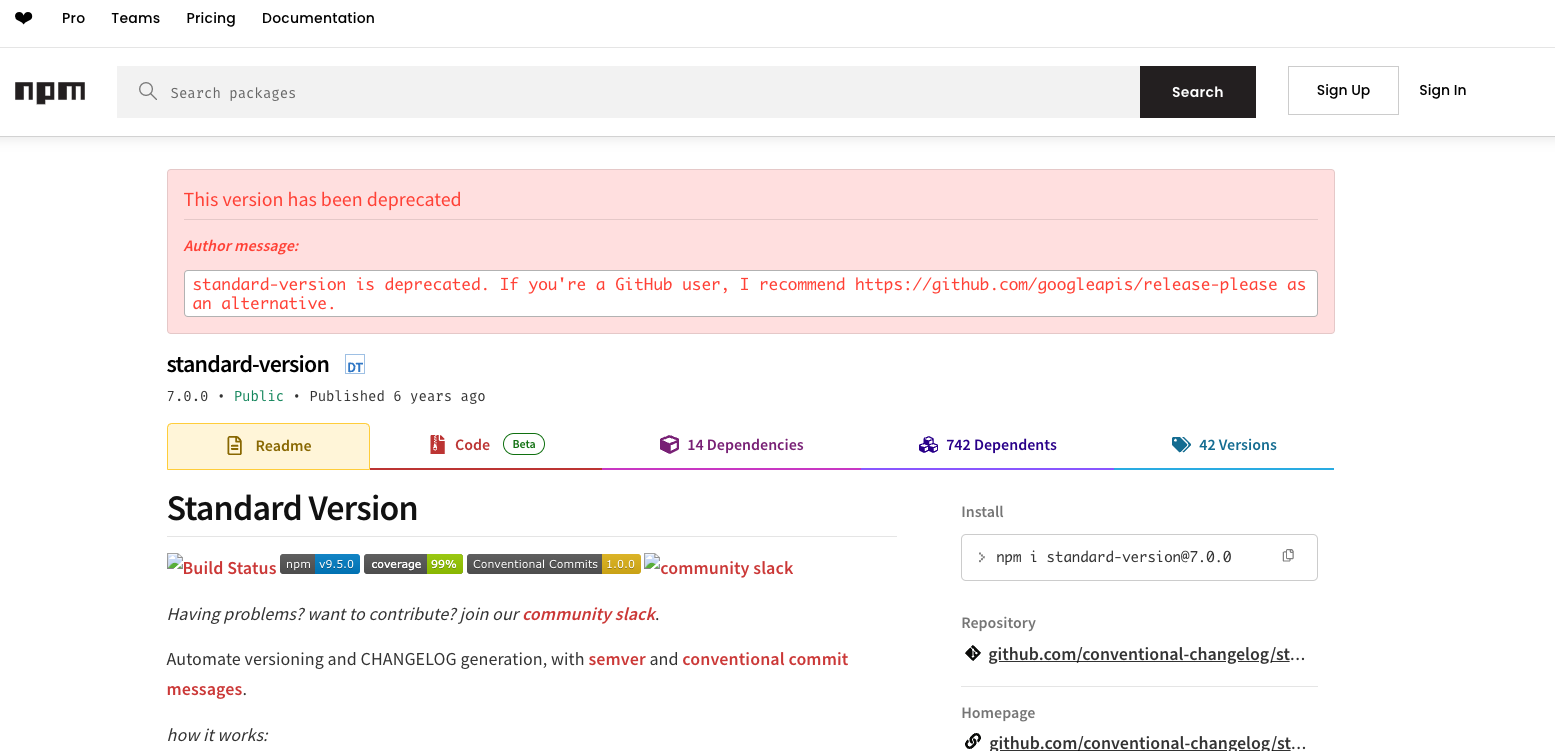 Pro Teams Pricing Documentation
npm Search packages Search Sign Up Sign In
This version has been deprecated
Author message:
standard-version is deprecated. If you're a GitHub user, I recommend https://github.com/googleapis/release-please as
an alternative.
standard-version DT
7.0.0 • Public • Published 6 years ago
Readme Code Beta 14 Dependencies 742 Dependents 42 Versions
Standard Version
Build Status npm v9.5.0 coverage 99% Conventional Commits 1.0.0 community slack
Having problems? want to contribute? join our community slack.
Automate versioning and CHANGELOG generation, with semver and conventional commit
messages.
how it works:
Install
npm i standard-version@7.0.0
Repository
github.com/conventional-changelog/st...
Homepage
github.com/conventional-changelog/st...